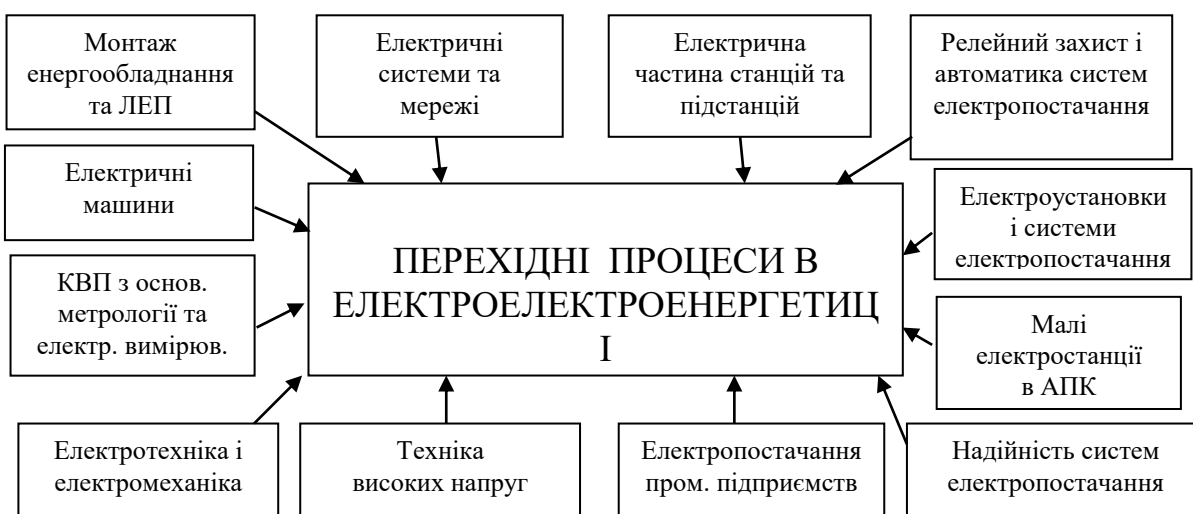 Монтаж
енергообладнання
та ЛЕП
Електричні
системи та
мережі
Електрична
частина станцій та
підстанцій
Релейний захист і
автоматика систем
електропостачання
Електричні
машини
Електроустановки
і системи
електропостачання
ПЕРЕХІДНІ ПРОЦЕСИ В
ЕЛЕКТРОЕЛЕКТРОЕНЕРГЕТИЦ
І
КВП з основ.
метрології та
електр. вимірюв.
Малі
електростанції
в АПК
Електротехніка і
електромеханіка
Техніка
високих напруг
Електропостачання
пром. підприємств
Надійність систем
електропостачання